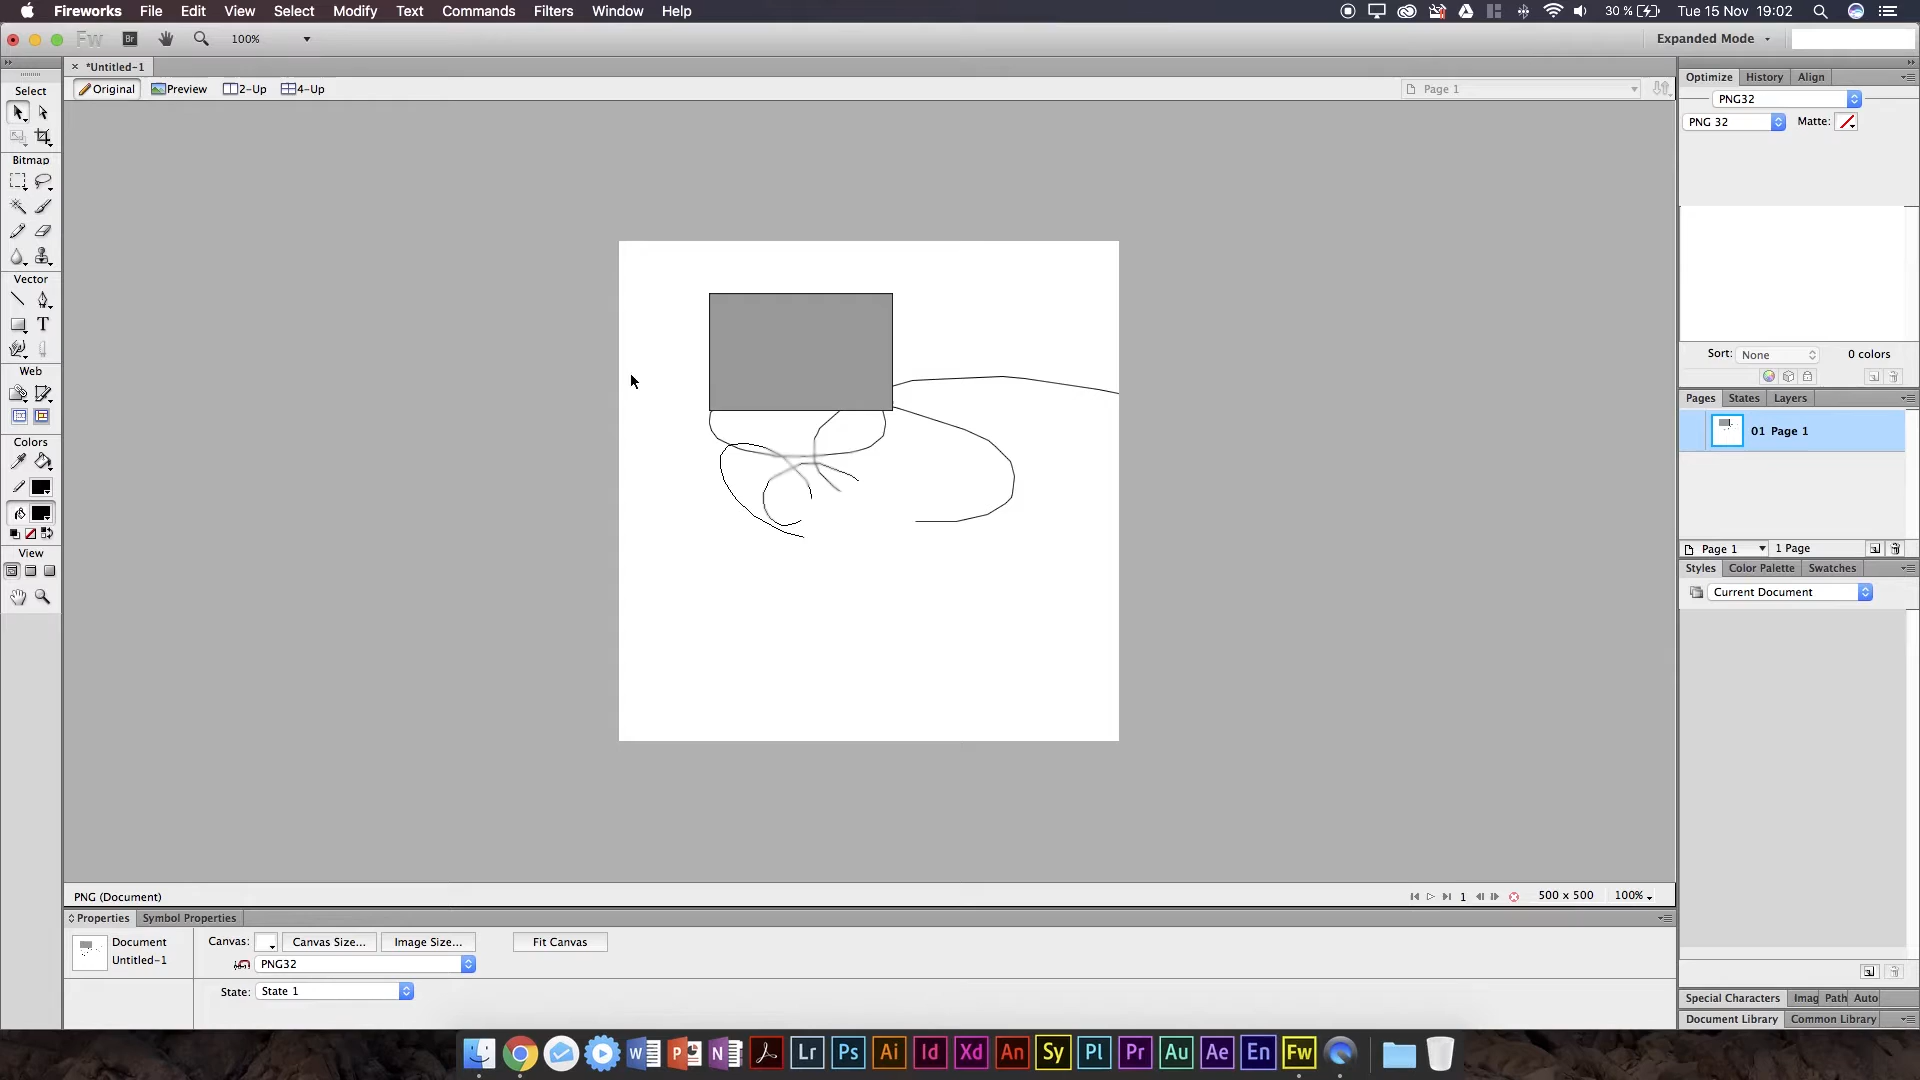 Fireworks File Edit View Select Modify Text Commands Filters Window Help 30 % Tue 15 Nov 19:02
Fw Br 100% Expanded Mode
*Untitled-1
Original Preview 2-Up 4-Up Page 1
Select
Bitmap
Vector
T
Web
Colors
View
Optimize History Align
PNG32
PNG 32 Matte:
Sort: None 0 colors
Pages States Layers
01 Page 1
Page 1 1 Page
Styles Color Palette Swatches
Current Document
Special Characters Imag Path Auto
Document Library Common Library
PNG (Document) 1 500 x 500 100%
Properties Symbol Properties
Document Canvas: Canvas Size... Image Size... Fit Canvas
Untitled-1 PNG32
State: State 1
W P N Lr Ps Ai Id Xd An Sy Pl Pr Au Ae En Fw